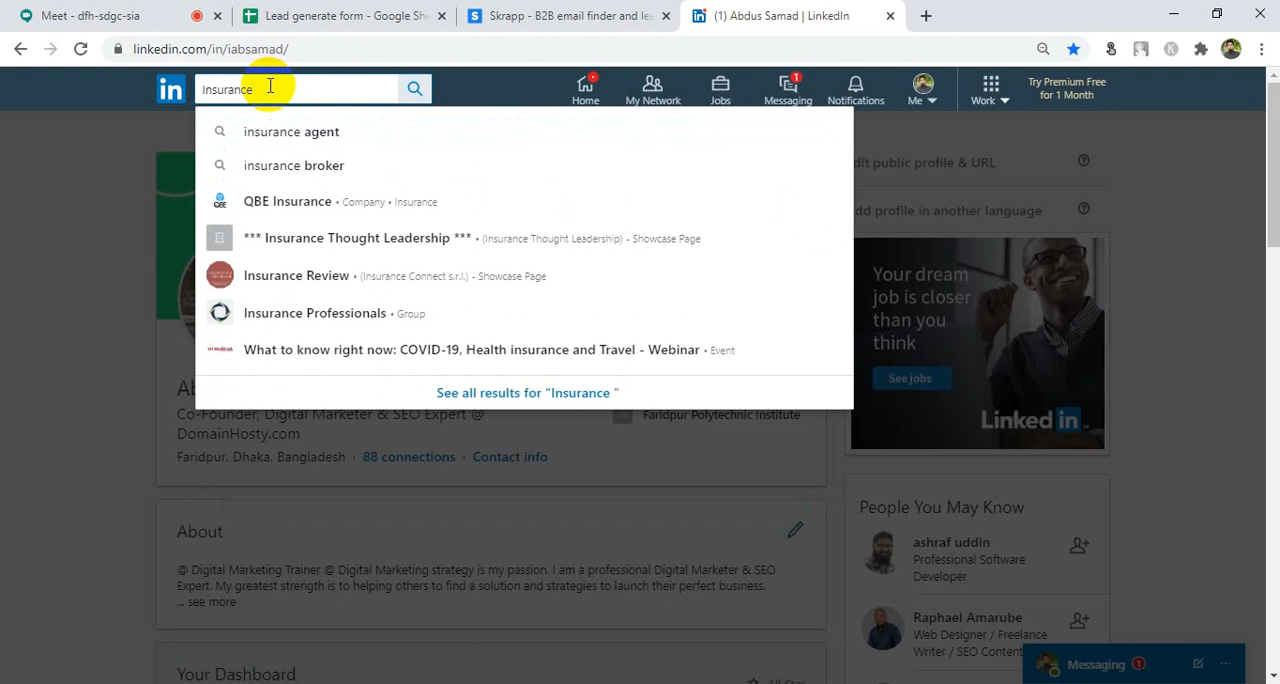 Meet - dfh-sdgc-sia
Lead generate form - Google She
Skrapp - B2B email finder and lea
(1) Abdus Samad | LinkedIn
linkedin.com/in/iabsamad/
in
Insurance
Home
My Network
Jobs
1
Messaging
Notifications
Me
Work
Try Premium Free
for 1 Month
insurance agent
insurance broker
QBE
QBE Insurance • Company • Insurance
*** Insurance Thought Leadership *** • (Insurance Thought Leadership) - Showcase Page
Insurance Review • (Insurance Connect s.r.l.) - Showcase Page
Insurance Professionals • Group
What to know right now: COVID-19, Health insurance and Travel - Webinar • Event
See all results for “Insurance ”
dit public profile & URL
dd profile in another language
Your dream
job is closer
than you
think
See jobs
Linked in
Co-Founder, Digital Marketer & SEO Expert @
DomainHosty.com
Faridpur Polytechnic Institute
Faridpur, Dhaka, Bangladesh · 88 connections · Contact info
About
@ Digital Marketing Trainer @ Digital Marketing strategy is my passion. I am a professional Digital Marketer & SEO
Expert. My greatest strength is to helping others to find a solution and strategies to launch their perfect business.
... see more
Your Dashboard
All Star
People You May Know
ashraf uddin
Professional Software
Developer
Raphael Amarube
Web Designer / Freelance
Writer / SEO Content
Messaging 1